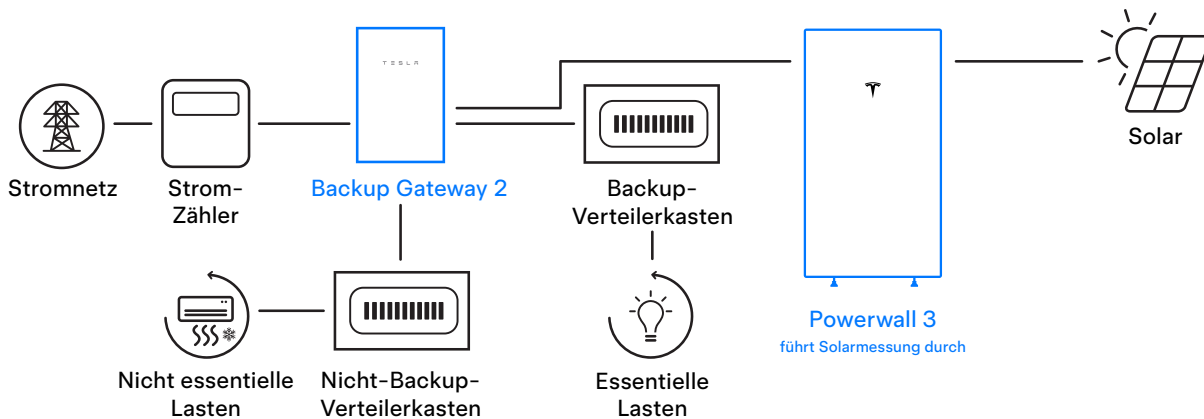 TESLA
Solar
Stromnetz
Strom-
Zähler
Backup Gateway 2
Backup-
Verteilerkasten
Powerwall 3
führt Solarmessung durch
Nicht essentielle
Lasten
Nicht-Backup-
Verteilerkasten
Essentielle
Lasten